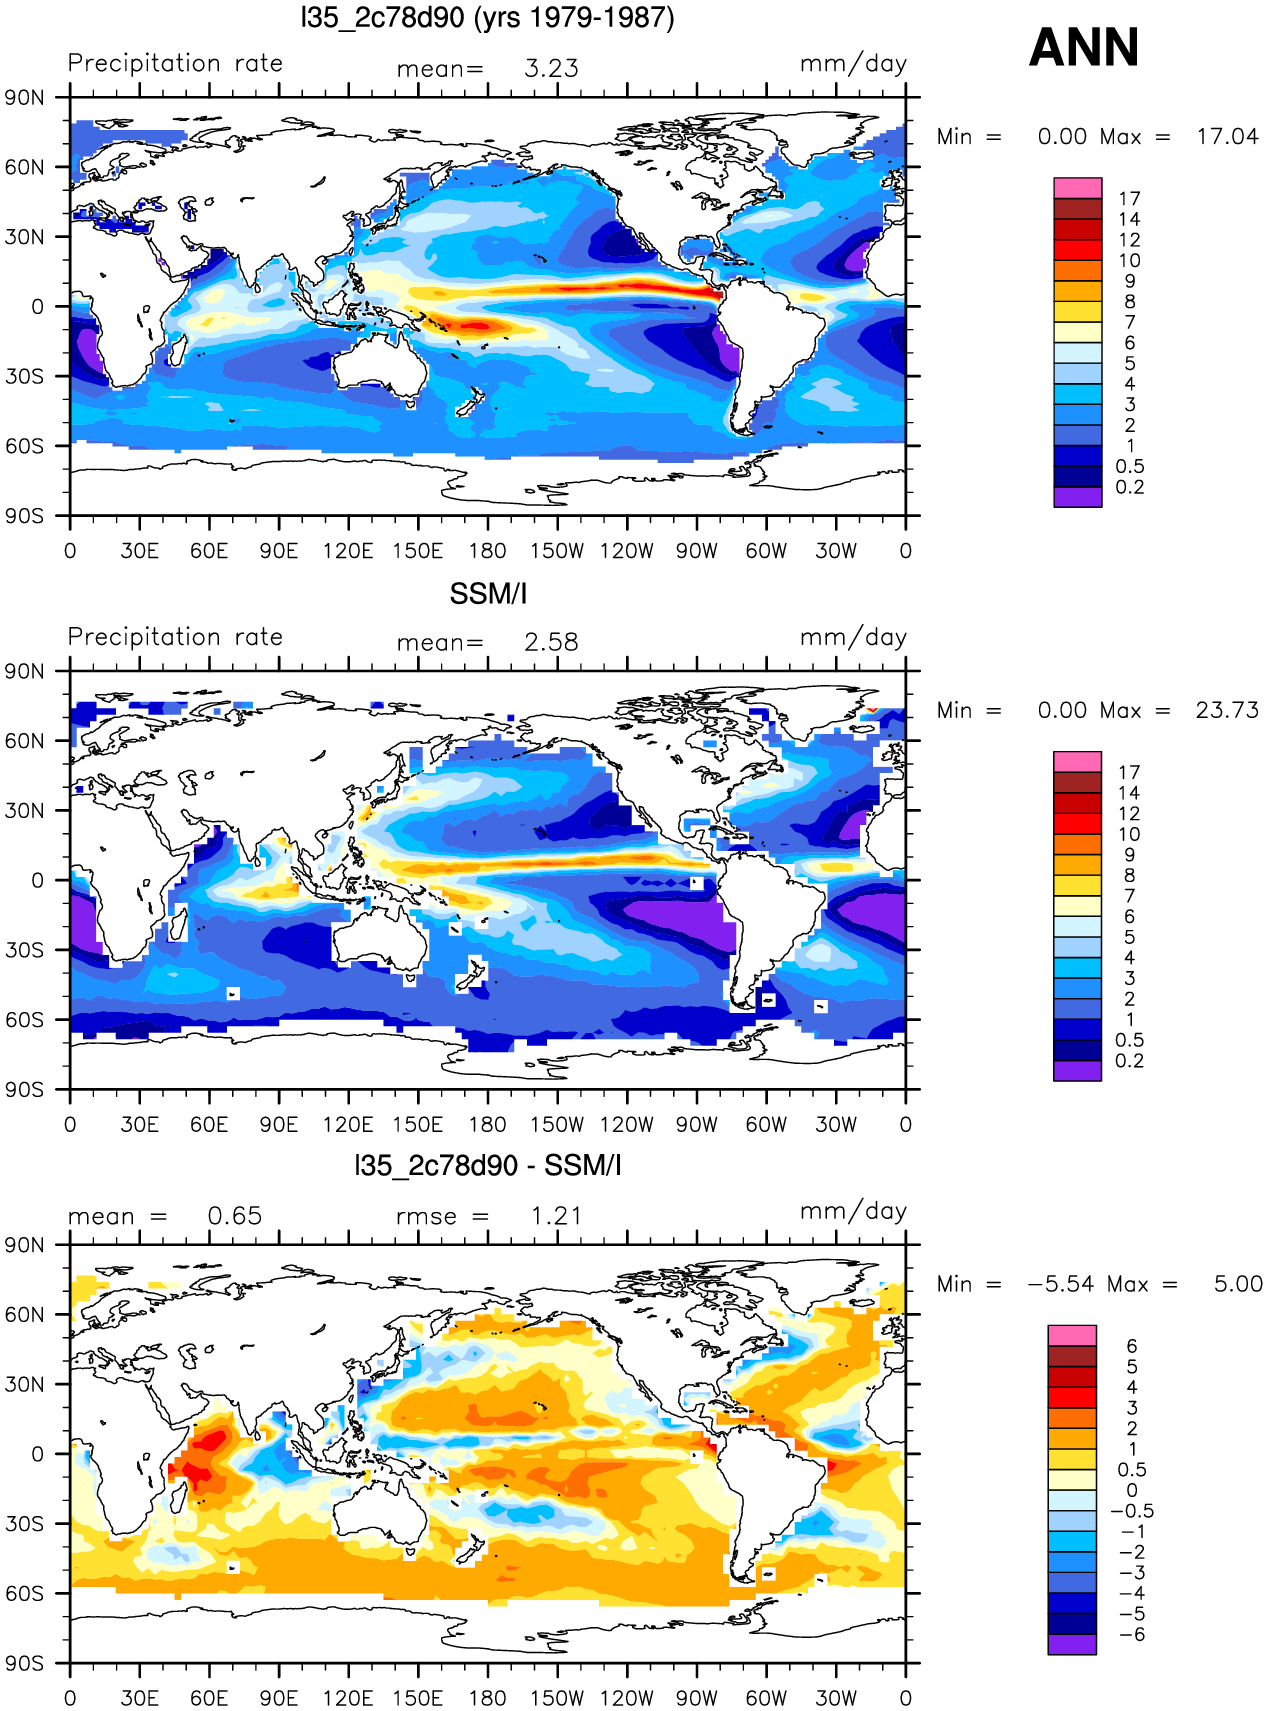 l35_2c78d90 (yrs 1979-1987)
ANN
Precipitation rate mean= 3.23 mm/day
Min = 0.00 Max = 17.04
90N
60N
30N
0
30S
60S
90S
0 30E 60E 90E 120E 150E 180 150W 120W 90W 60W 30W 0
17
14
12
10
9
8
7
6
5
4
3
2
1
0.5
0.2
SSM/I
Precipitation rate mean= 2.58 mm/day
Min = 0.00 Max = 23.73
90N
60N
30N
0
30S
60S
90S
0 30E 60E 90E 120E 150E 180 150W 120W 90W 60W 30W 0
17
14
12
10
9
8
7
6
5
4
3
2
1
0.5
0.2
l35_2c78d90 - SSM/I
mean = 0.65 rmse = 1.21 mm/day
Min = −5.54 Max = 5.00
90N
60N
30N
0
30S
60S
90S
0 30E 60E 90E 120E 150E 180 150W 120W 90W 60W 30W 0
6
5
4
3
2
1
0.5
0
−0.5
−1
−2
−3
−4
−5
−6